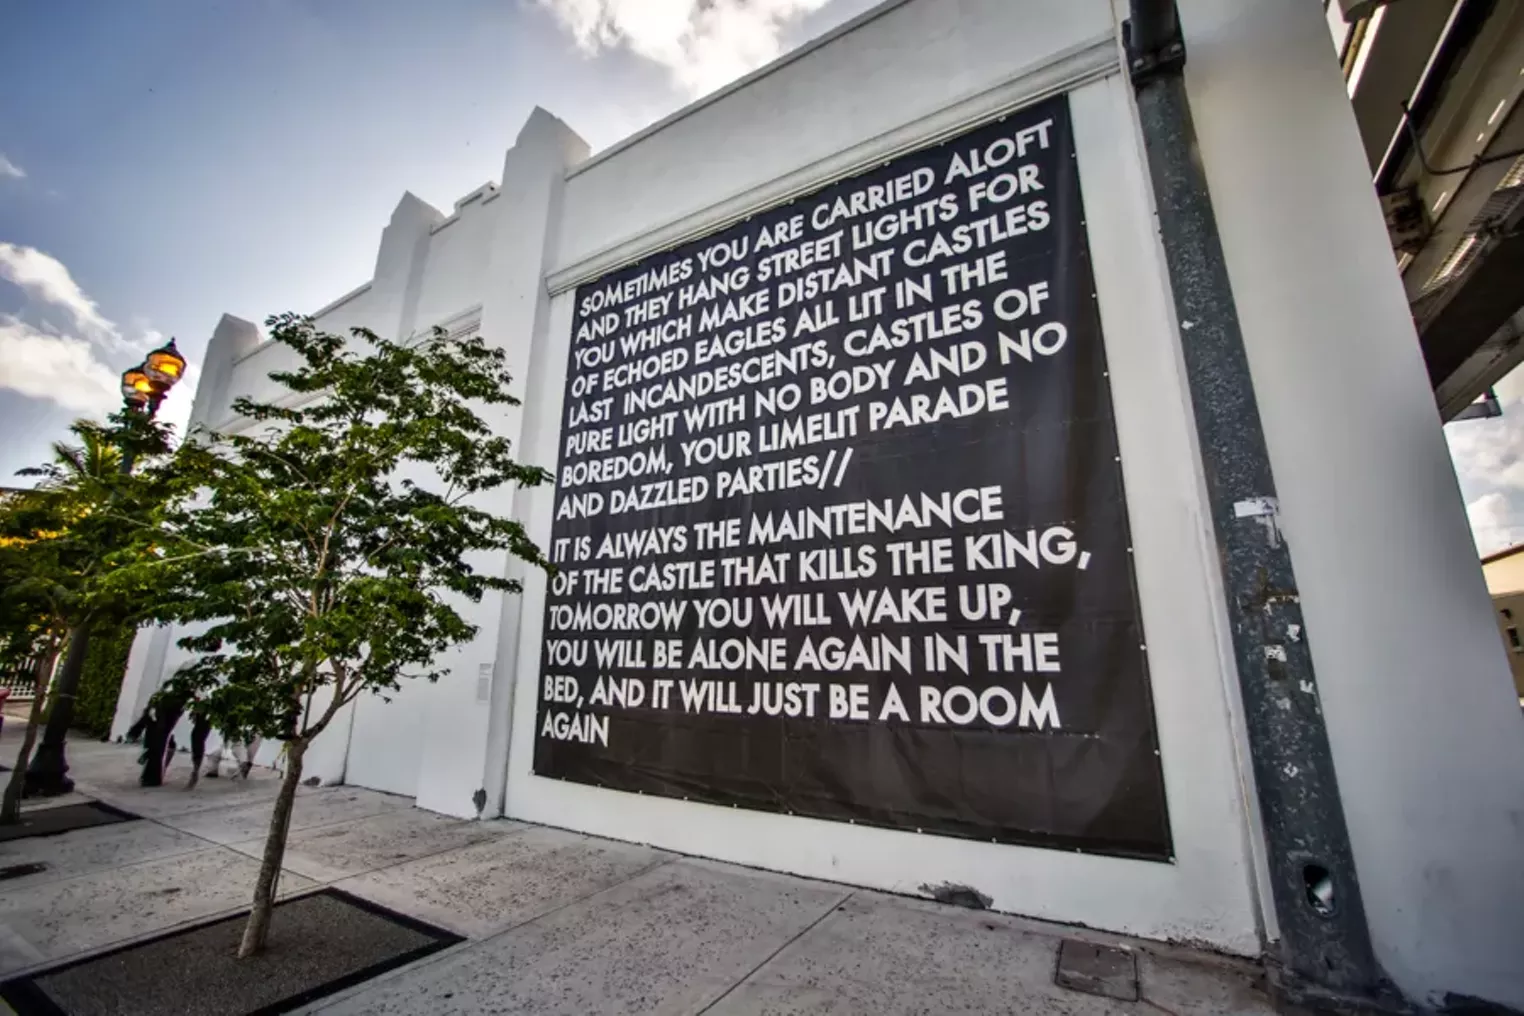 SOMETIMES YOU ARE CARRIED ALOFT
AND THEY HANG STREET LIGHTS FOR
YOU WHICH MAKE DISTANT CASTLES
OF ECHOED EAGLES ALL LIT IN THE
LAST INCANDESCENTS, CASTLES OF
PURE LIGHT WITH NO BODY AND NO
BOREDOM, YOUR LIMELIT PARADE
AND DAZZLED PARTIES//
IT IS ALWAYS THE MAINTENANCE
OF THE CASTLE THAT KILLS THE KING,
TOMORROW YOU WILL WAKE UP,
YOU WILL BE ALONE AGAIN IN THE
BED, AND IT WILL JUST BE A ROOM
AGAIN